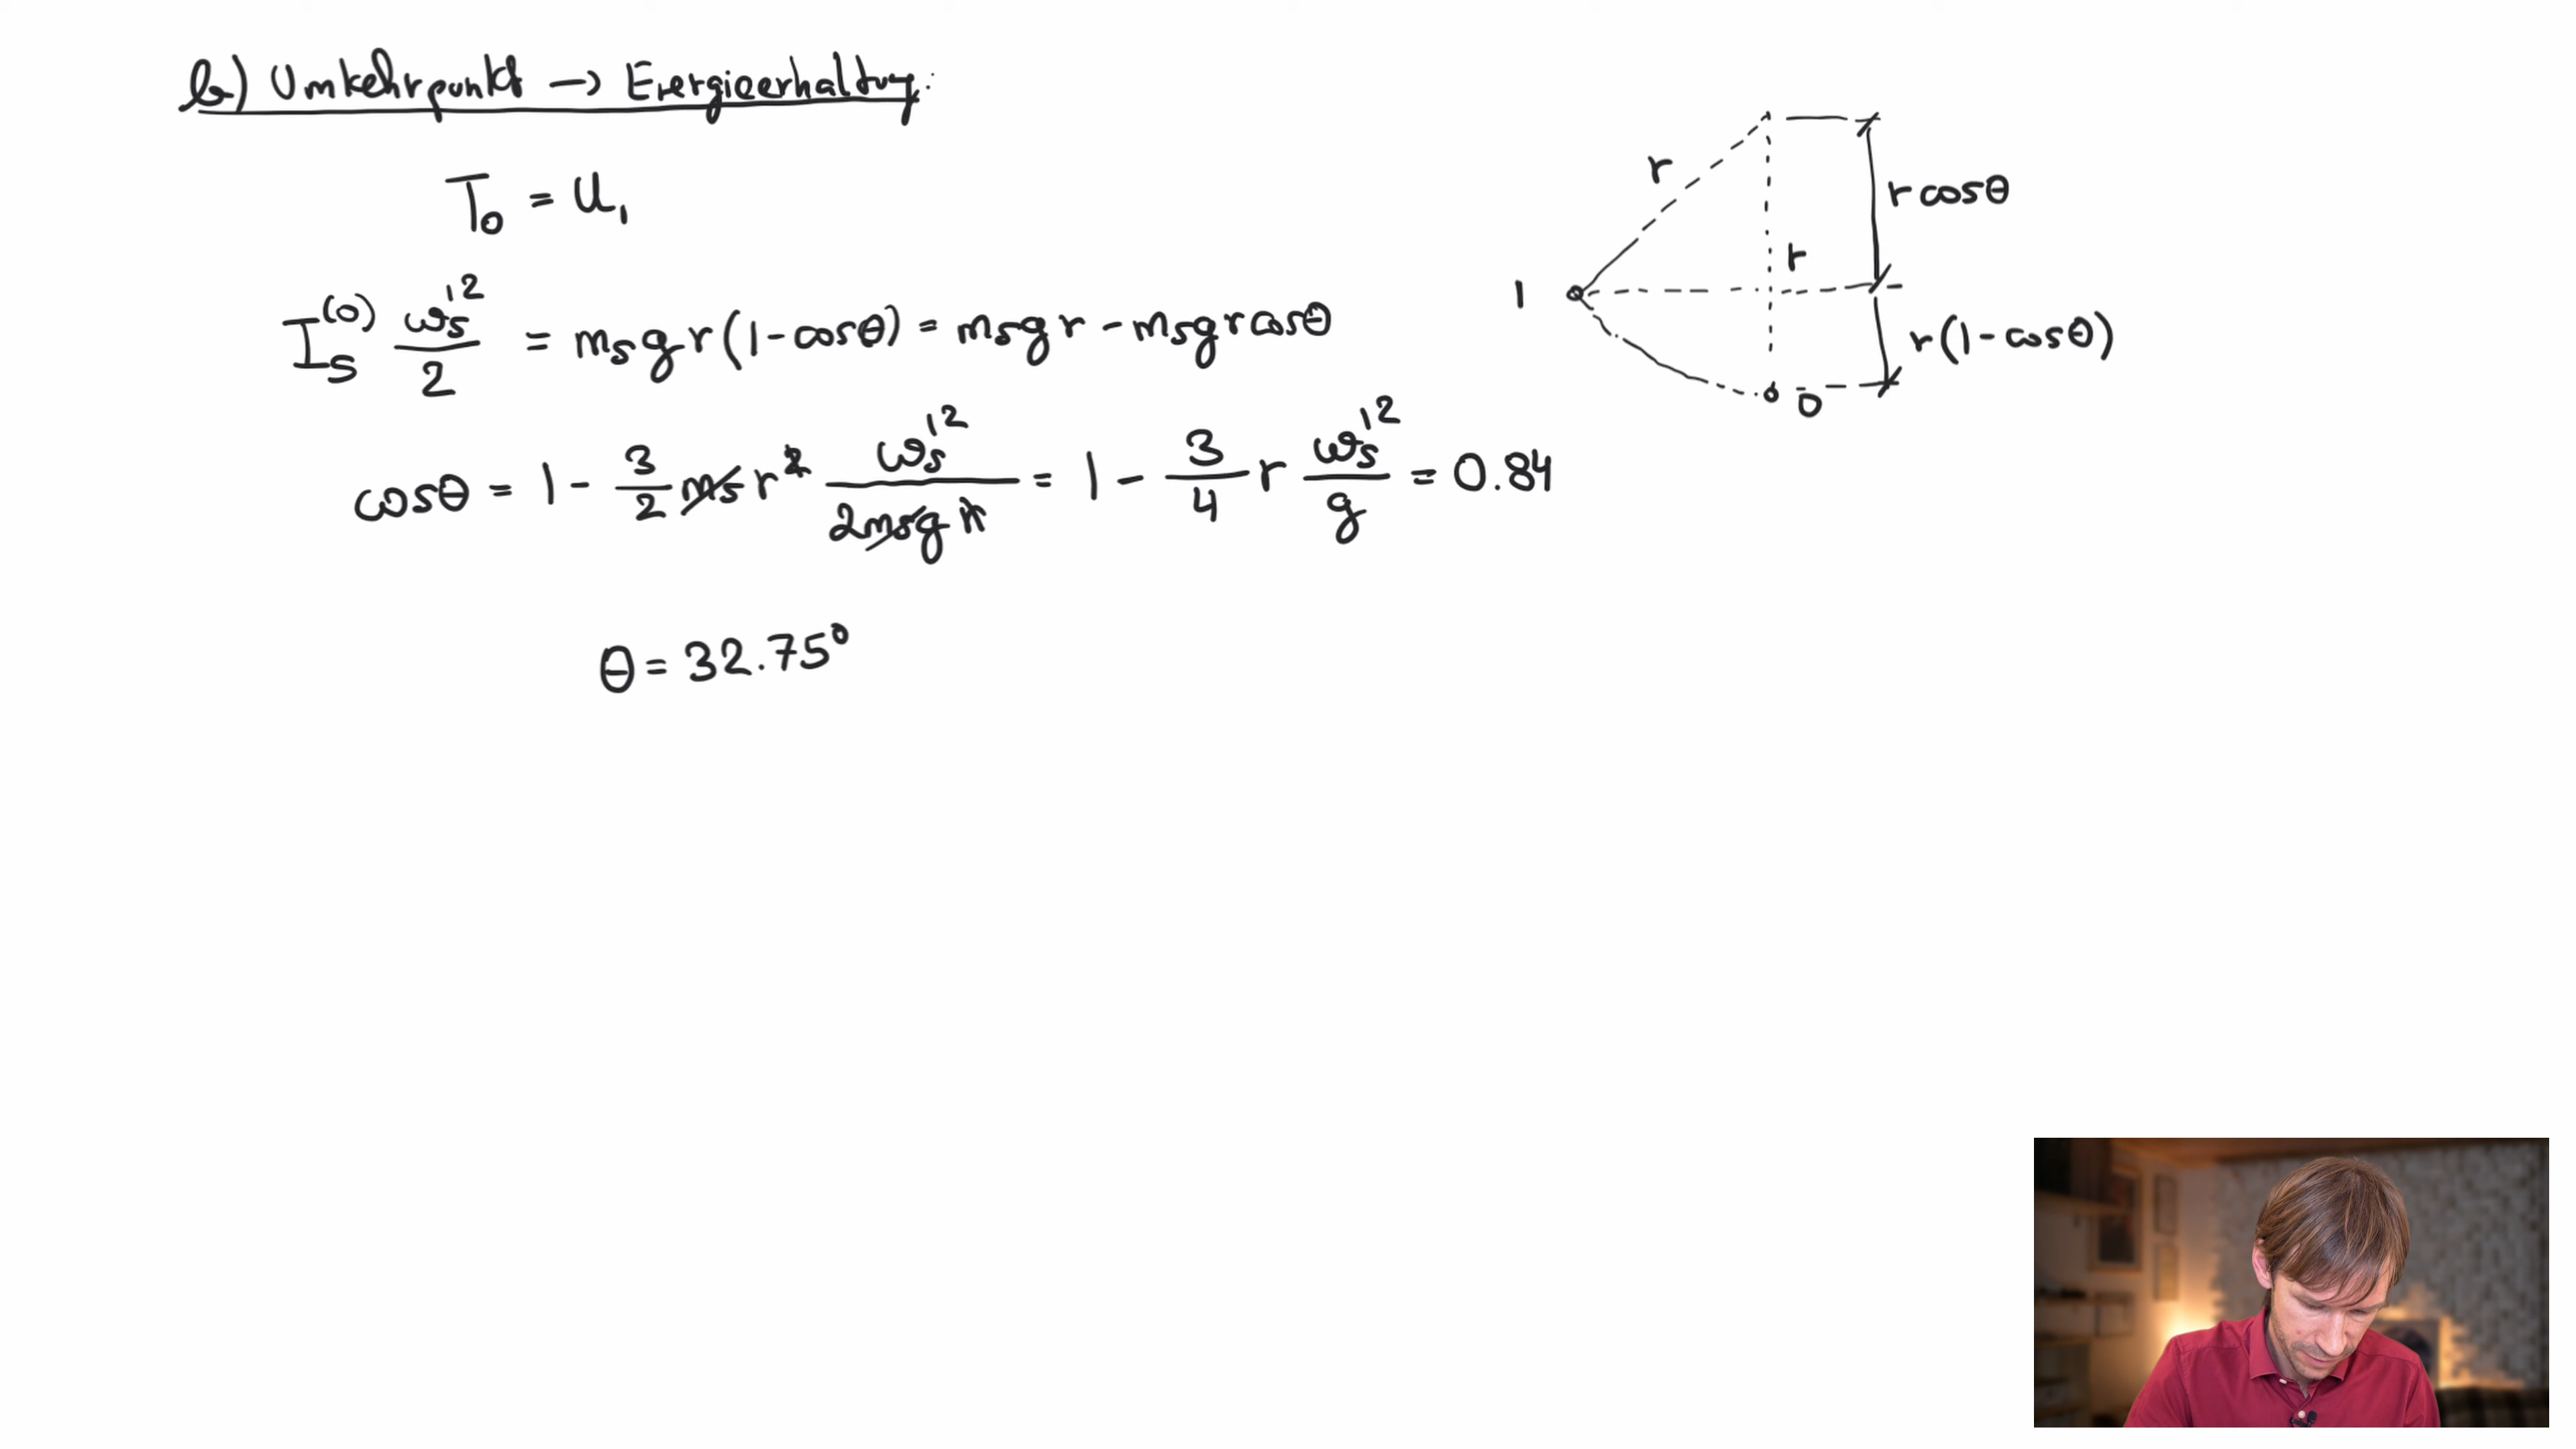 b) Umkehrpunkt → Energieerhaltung:
T₀ = U₁
I_S^(0) ω_S'²/2 = m_S g r (1 - cosθ) = m_S g r - m_S g r cosθ
cosθ = 1 - 3/2 m_S r² ω_S'²/(2 m_S g r) = 1 - 3/4 r ω_S'²/g = 0.84
θ = 32.75°
r
r cosθ
r
1
r(1 - cosθ)
0